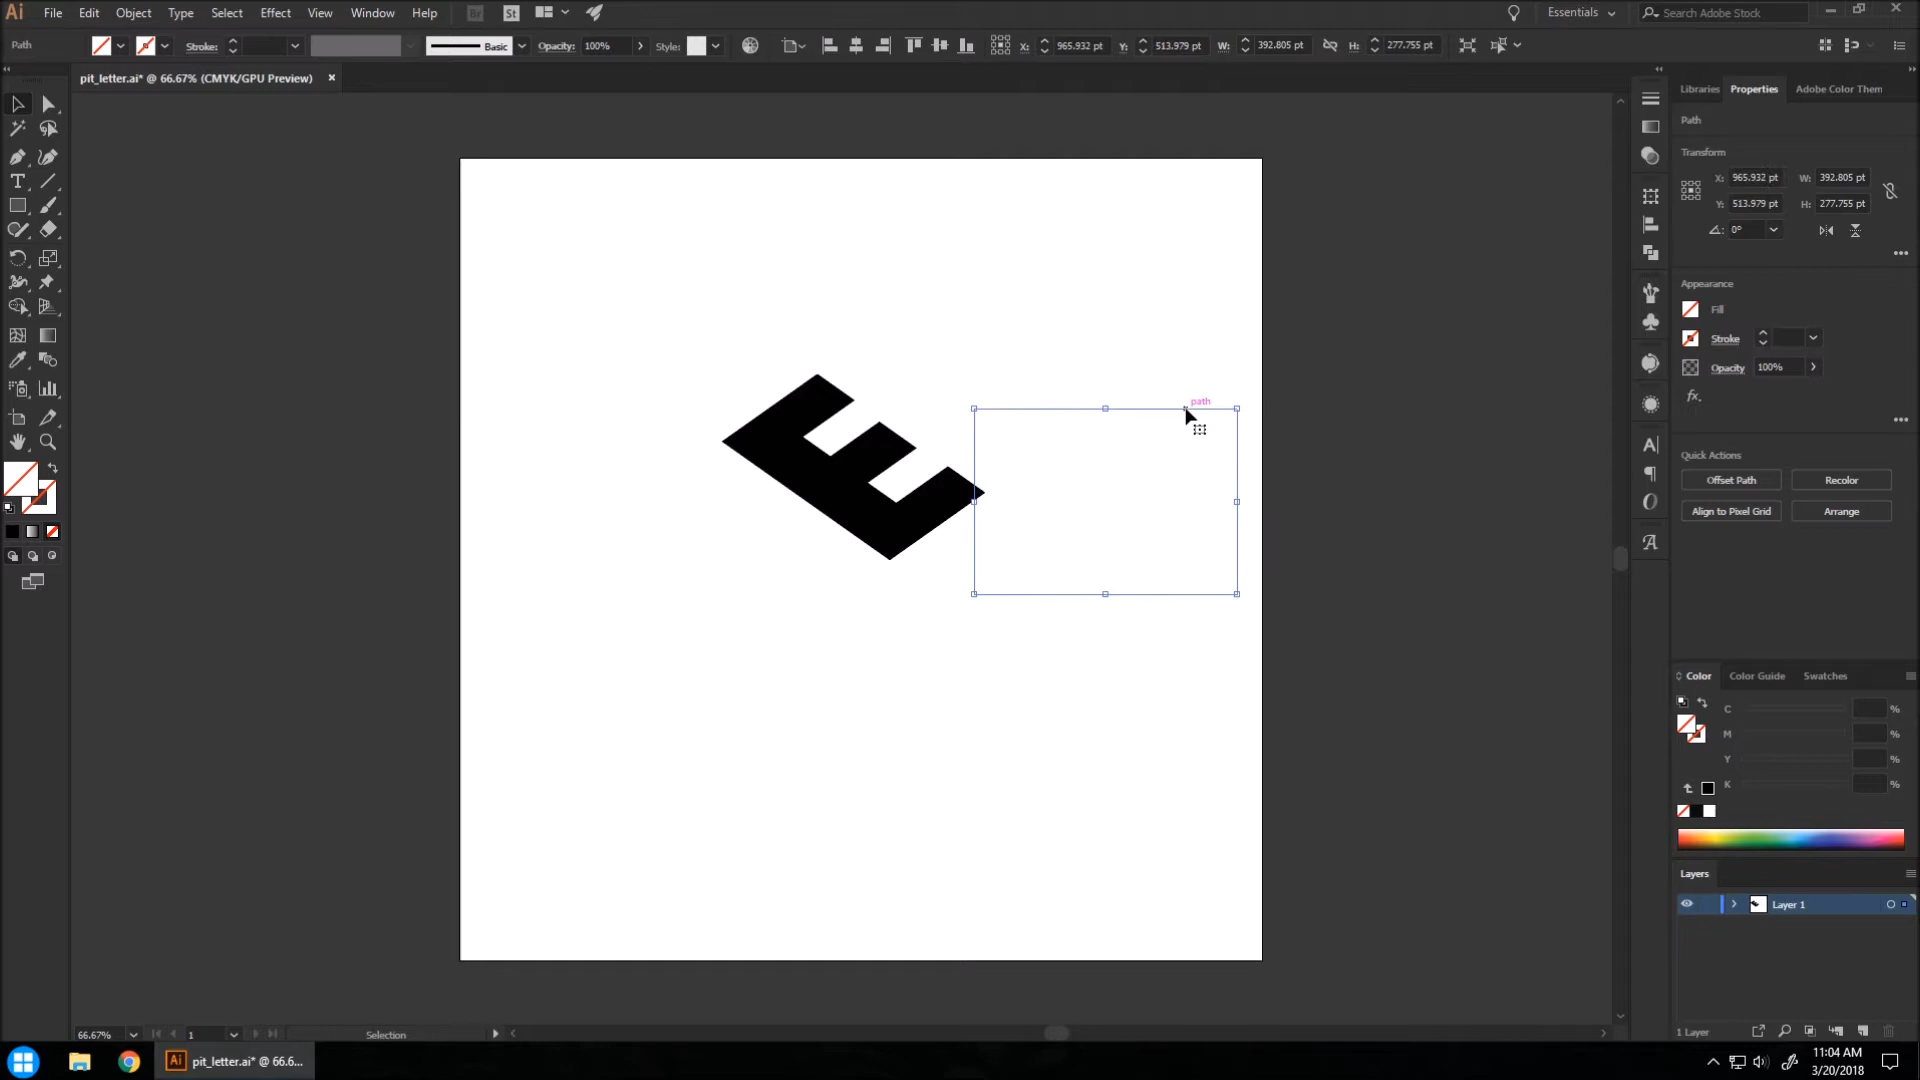 Ai File Edit Object Type Select Effect View Window Help Br St Essentials Search Adobe Stock
Path Stroke: Basic Opacity: 100% Style: X: 965.932 pt Y: 513.979 pt W: 392.805 pt H: 277.755 pt
pit_letter.ai* @ 66.67% (CMYK/GPU Preview) ×
Libraries Properties Adobe Color Them
Path
Transform
X: 965.932 pt W: 392.805 pt
Y: 513.979 pt H: 277.755 pt
0°
Appearance
Fill
Stroke
Opacity 100%
fx.
Quick Actions
Offset Path Recolor
Align to Pixel Grid Arrange
path
E
Color Color Guide Swatches
C %
M %
Y %
K %
Layers
Layer 1
1 Layer
66.67% 1 Selection
Ai pit_letter.ai* @ 66.6...
11:04 AM
3/20/2018